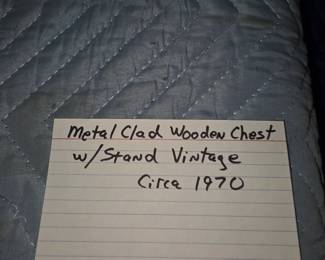 Metal Clad Wooden Chest
w/Stand Vintage
Circa 1970